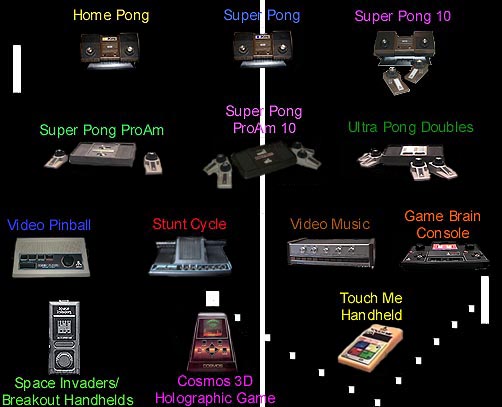 Home Pong
Super Pong
Super Pong 10
Super Pong ProAm
Super Pong
ProAm 10
Ultra Pong Doubles
Video Pinball
Stunt Cycle
Video Music
Game Brain
Console
Touch Me
Handheld
Space Invaders/
Breakout Handhelds
Cosmos 3D
Holographic Game
COSMOS